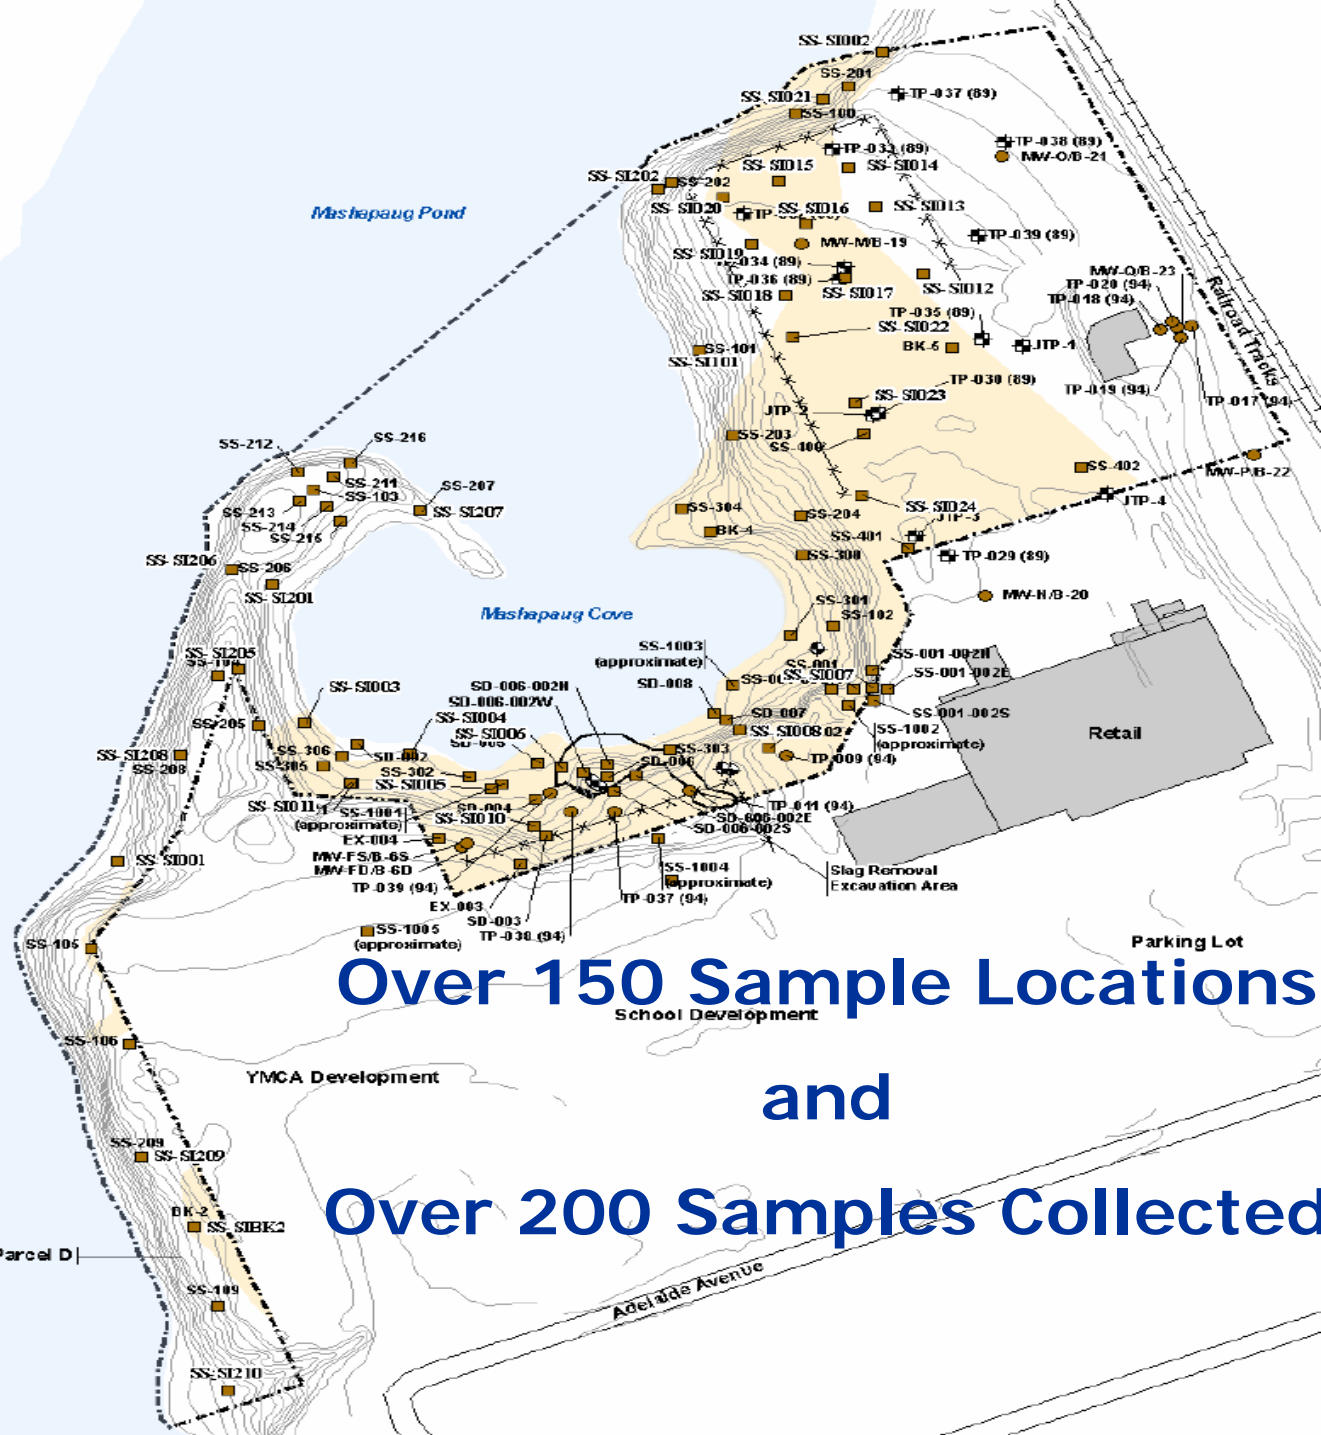 SS-SI002
SS-201
SS-SI021
TP-037 (89)
SS-100
TP-038 (89)
TP-033 (89)
MW-O/B-21
SS-SI015
SS-SI014
SS-SI202
SS-202
SS-SI020
SS-SI016
SS-SI013
Mashapaug Pond
TP-039 (89)
MW-M/B-19
SS-SI019
034 (89)
MW-Q/B-23
TP-036 (89)
SS-SI012
TP-020 (94)
SS-SI018
SS-SI017
TP-018 (94)
Railroad Tracks
TP-035 (89)
SS-SI022
SS-101
BK-5
JTP-1
SS-SI101
TP-030 (89)
TP-019 (94)
SS-SI023
TP-017 (94)
JTP-2
SS-203
SS-400
SS-216
SS-212
SS-402
MW-P/B-22
SS-211
SS-207
SS-103
JTP-4
SS-213
SS-SI207
SS-304
SS-SI024
SS-214
SS-204
JTP-3
SS-215
BK-4
SS-401
SS-SI206
SS-206
SS-300
TP-029 (89)
SS-SI201
MW-N/B-20
SS-301
Mashapaug Cove
SS-102
SS-1003
(approximate)
SS-SI205
SS-001
SS-001-002N
SS-SI007
SS-001-002E
SD-006-002N
SD-008
SS-SI003
SD-006-002W
SS-001-002S
SS-205
SS-SI004
SD-007
SS-1002
(approximate)
SS-SI006
SS-SI008
Retail
SD-005
SS-303
SS-SI208
SS-306
SD-002
TP-009 (94)
SS-208
SS-305
SS-302
SD-006
SS-SI005
SS-SI011
SD-004
TP-011 (94)
SS-1001
(approximate)
SS-SI010
SD-006-002E
SD-006-002S
EX-004
SS-SI001
MW-FS/B-6S
MW-FD/B-6D
SS-1004
(approximate)
Slag Removal
Excavation Area
TP-039 (94)
TP-037 (94)
EX-003
SD-003
SS-1005
(approximate)
TP-038 (94)
SS-105
Parking Lot
Over 150 Sample Locations
School Development
SS-106
YMCA Development
and
SS-209
SS-SI209
Over 200 Samples Collected
BK-2
SS-SIBK2
Parcel D
Adelaide Avenue
SS-109
SS-SI210